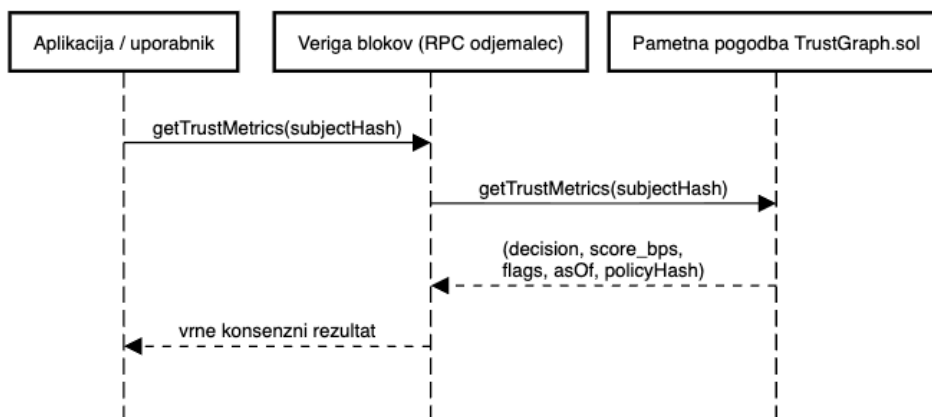 Aplikacija / uporabnik
Veriga blokov (RPC odjemalec)
Pametna pogodba TrustGraph.sol
getTrustMetrics(subjectHash)
getTrustMetrics(subjectHash)
(decision, score_bps,
flags, asOf, policyHash)
vrne konsenzni rezultat